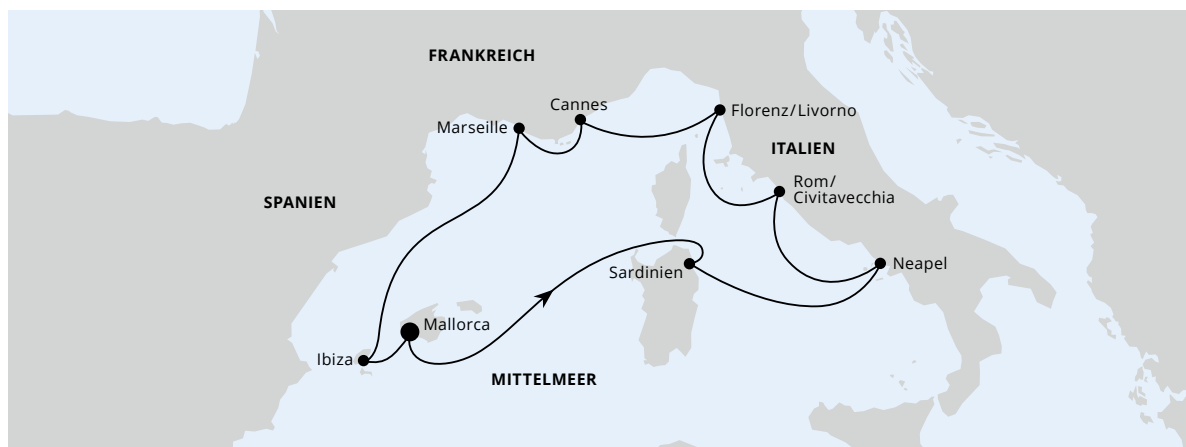 FRANKREICH
Cannes
Florenz/Livorno
Marseille
ITALIEN
Rom/
Civitavecchia
SPANIEN
Neapel
Sardinien
Mallorca
Ibiza
MITTELMEER